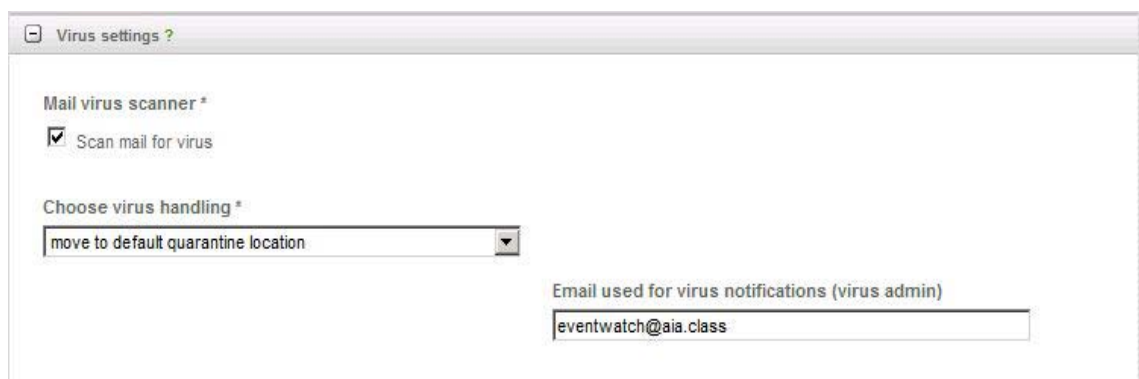 Virus settings ?
Mail virus scanner *
Scan mail for virus
Choose virus handling *
move to default quarantine location
Email used for virus notifications (virus admin)
eventwatch@aia.class